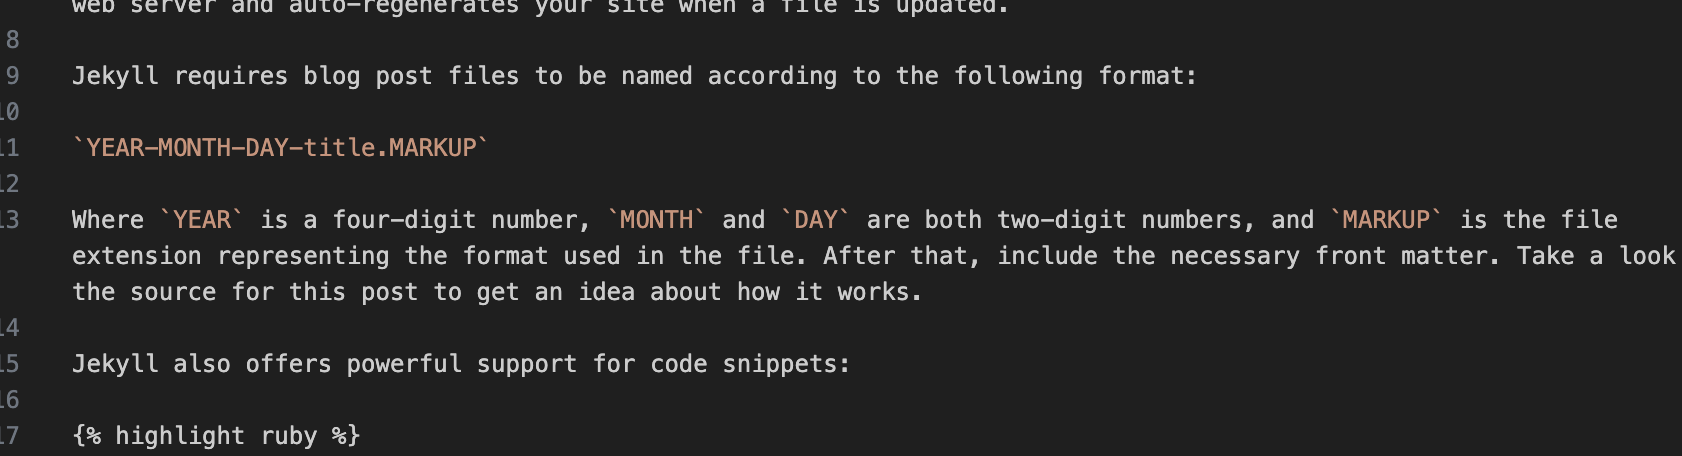 web server and auto-regenerates your site when a file is updated.
8
9 Jekyll requires blog post files to be named according to the following format:
10
11 `YEAR-MONTH-DAY-title.MARKUP`
12
13 Where `YEAR` is a four-digit number, `MONTH` and `DAY` are both two-digit numbers, and `MARKUP` is the file
extension representing the format used in the file. After that, include the necessary front matter. Take a look
the source for this post to get an idea about how it works.
14
15 Jekyll also offers powerful support for code snippets:
16
17 {% highlight ruby %}